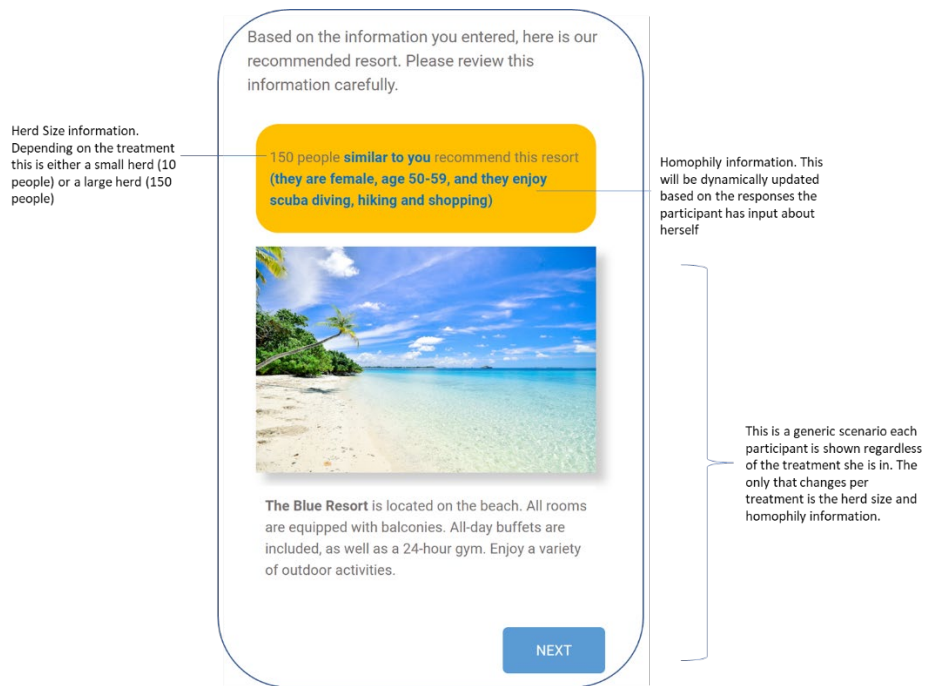 Based on the information you entered, here is our
recommended resort. Please review this
information carefully.
Herd Size information.
Depending on the treatment
this is either a small herd (10
people) or a large herd (150
people)
150 people similar to you recommend this resort
(they are female, age 50-59, and they enjoy
scuba diving, hiking and shopping)
Homophily information. This
will be dynamically updated
based on the responses the
participant has input about
herself
This is a generic scenario each
participant is shown regardless
of the treatment she is in. The
only that changes per
treatment is the herd size and
homophily information.
The Blue Resort is located on the beach. All rooms
are equipped with balconies. All-day buffets are
included, as well as a 24-hour gym. Enjoy a variety
of outdoor activities.
NEXT